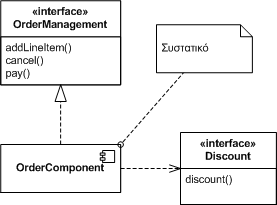 «interface»
OrderManagement
addLineItem()
cancel()
pay()
Συστατικό
OrderComponent
«interface»
Discount
discount()